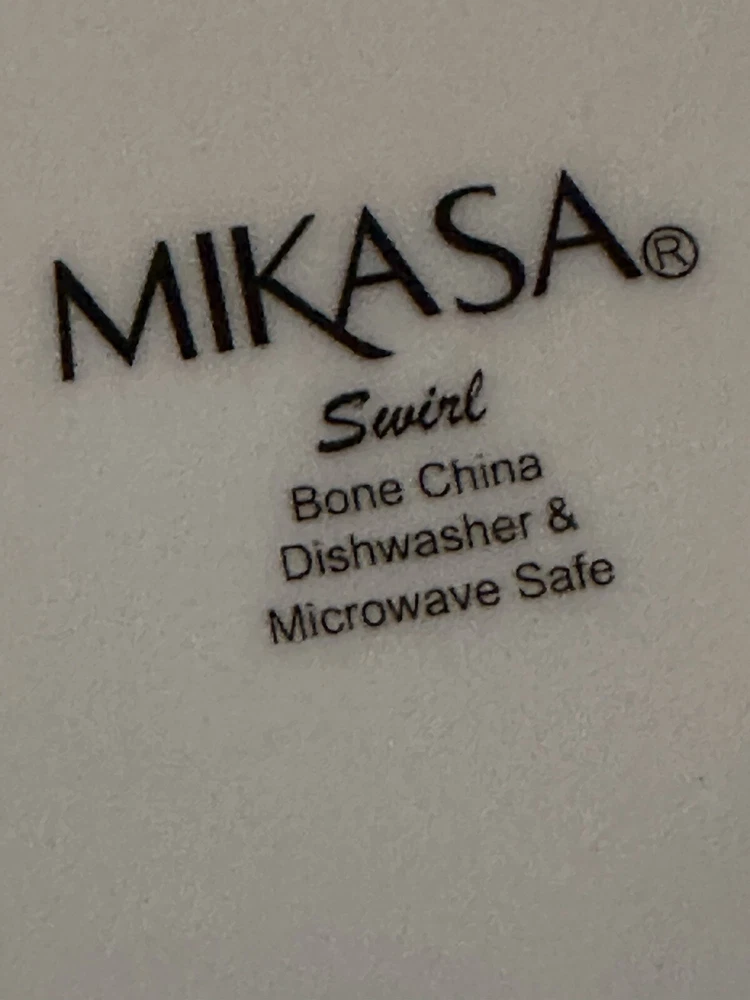 MIKASA®
Swirl
Bone China
Dishwasher &
Microwave Safe